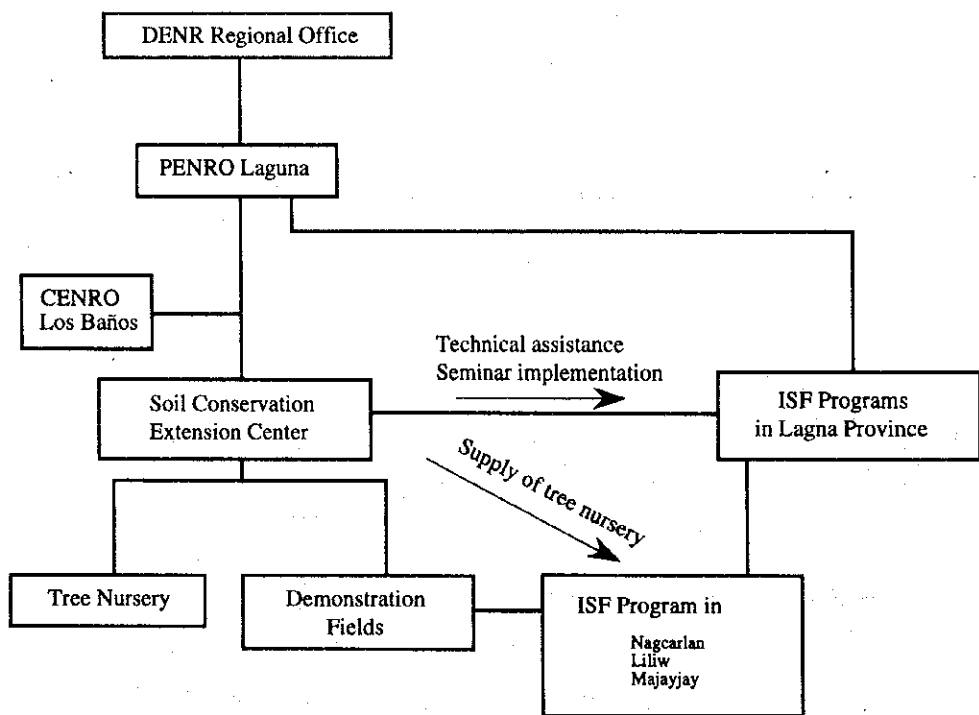 DENR Regional Office
PENRO Laguna
CENRO
Los Baños
Technical assistance
Seminar implementation
Soil Conservation
Extension Center
ISF Programs
in Lagna Province
Supply of tree nursery
Tree Nursery
Demonstration
Fields
ISF Program in
Nagcarlan
Liliw
Majayjay